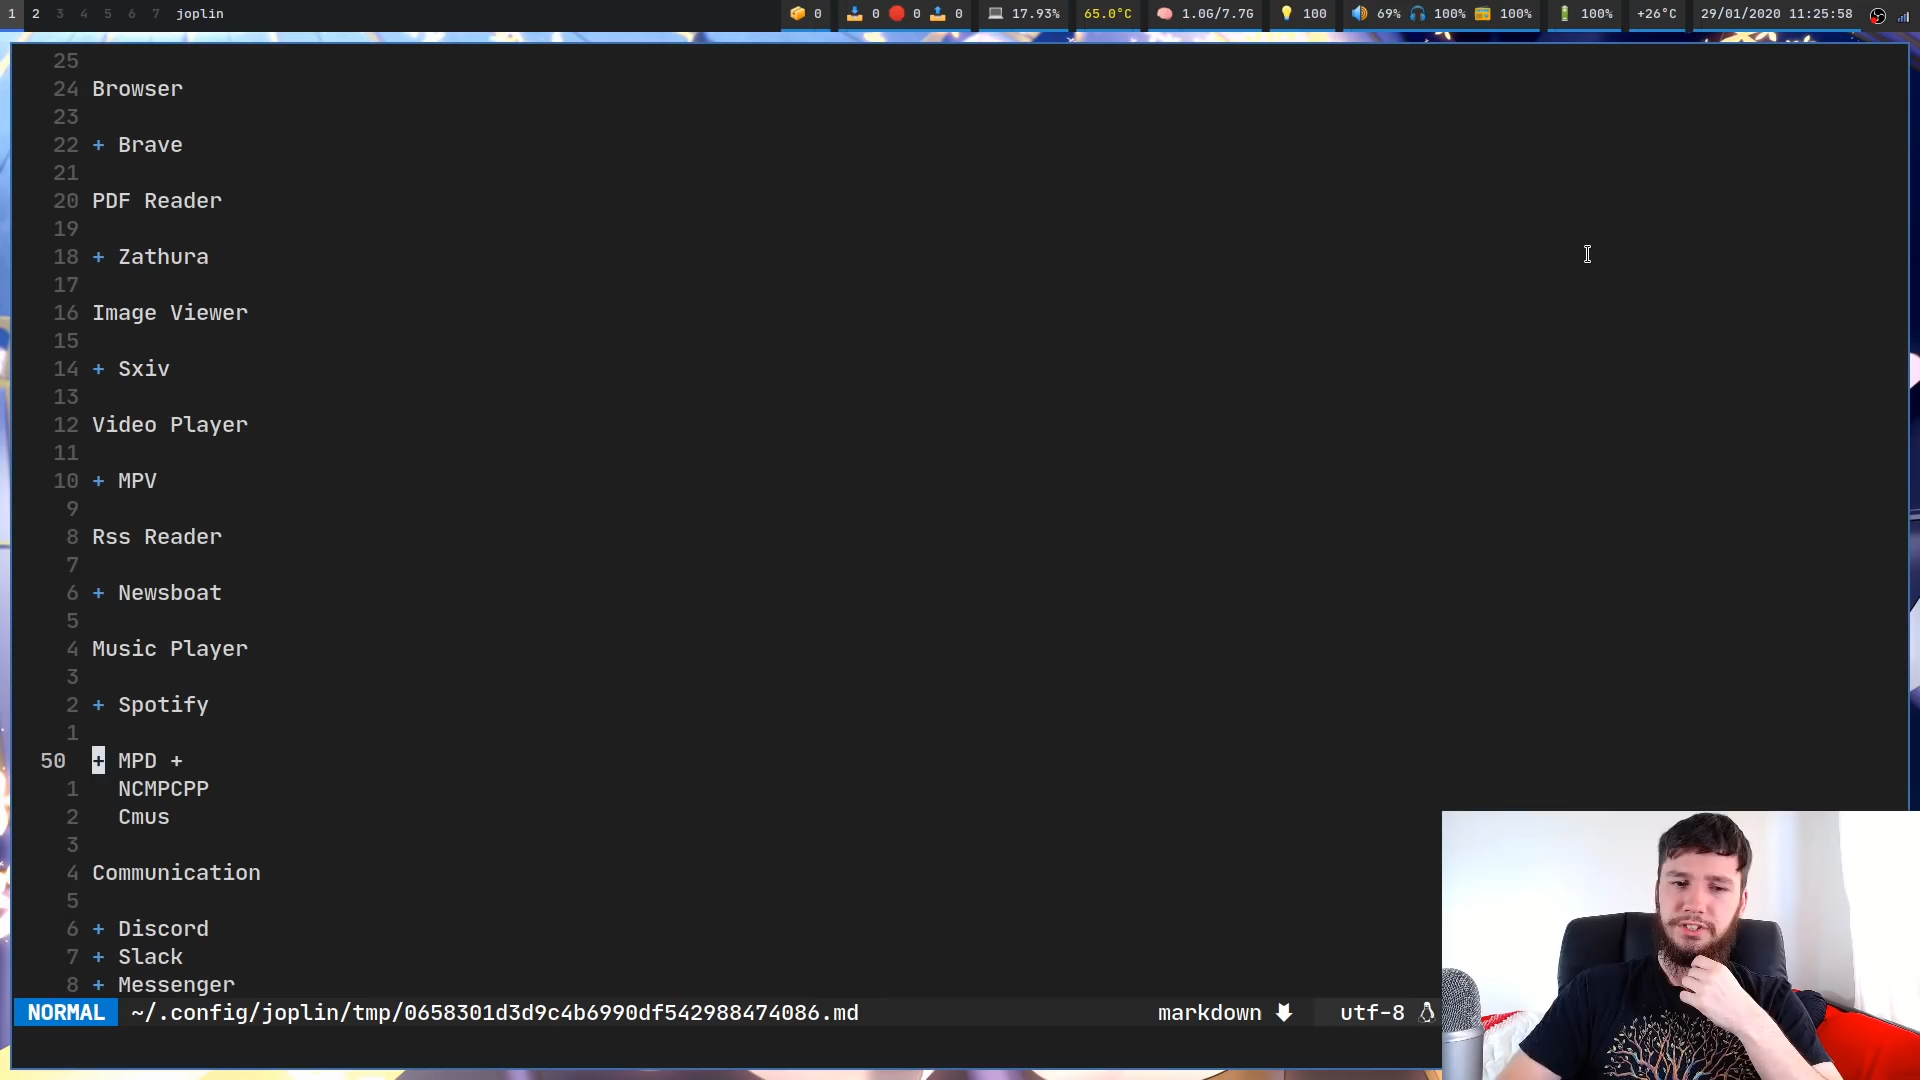 1 2 3 4 5 6 7 joplin 0 0 0 0 17.93% 65.0°C 1.0G/7.7G 100 69% 100% 100% 100% +26°C 29/01/2020 11:25:58
25
24 Browser
23
22 + Brave
21
20 PDF Reader
19
18 + Zathura
17
16 Image Viewer
15
14 + Sxiv
13
12 Video Player
11
10 + MPV
9
8 Rss Reader
7
6 + Newsboat
5
4 Music Player
3
2 + Spotify
1
50 + MPD +
1 NCMPCPP
2 Cmus
3
4 Communication
5
6 + Discord
7 + Slack
8 + Messenger
NORMAL ~/.config/joplin/tmp/0658301d3d9c4b6990df542988474086.md markdown utf-8